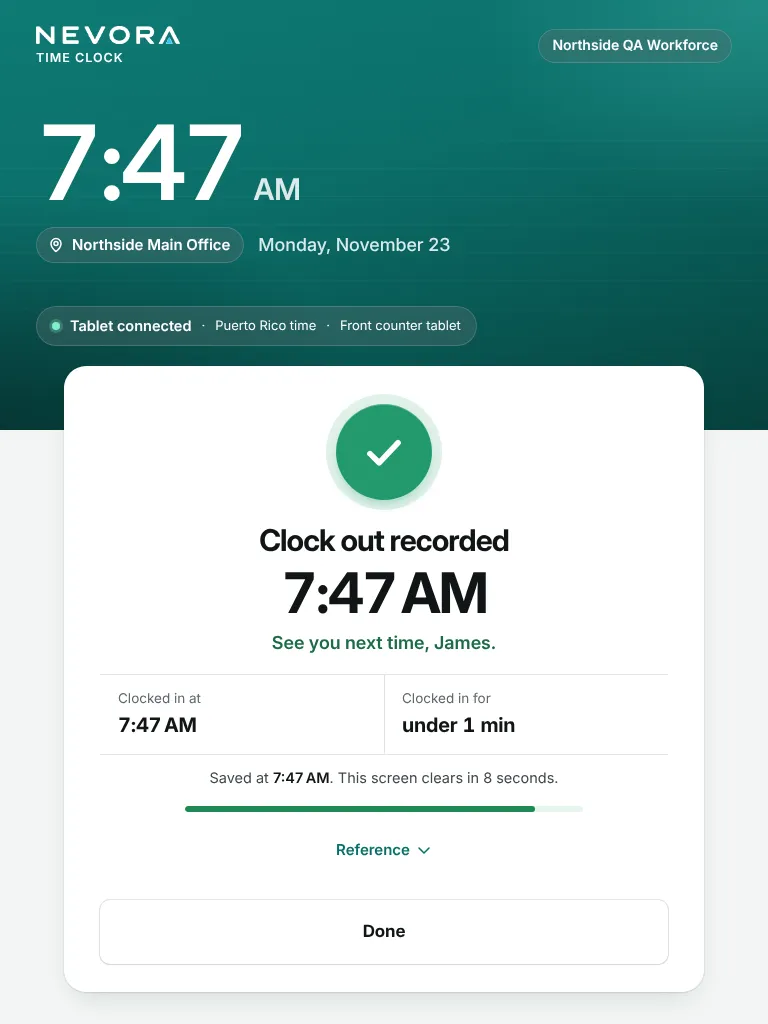 NEVORA
TIME CLOCK
Northside QA Workforce
7:47 AM
Northside Main Office
Monday, November 23
Tablet connected · Puerto Rico time · Front counter tablet
Clock out recorded
7:47 AM
See you next time, James.
Clocked in at
7:47 AM
Clocked in for
under 1 min
Saved at 7:47 AM. This screen clears in 8 seconds.
Reference
Done